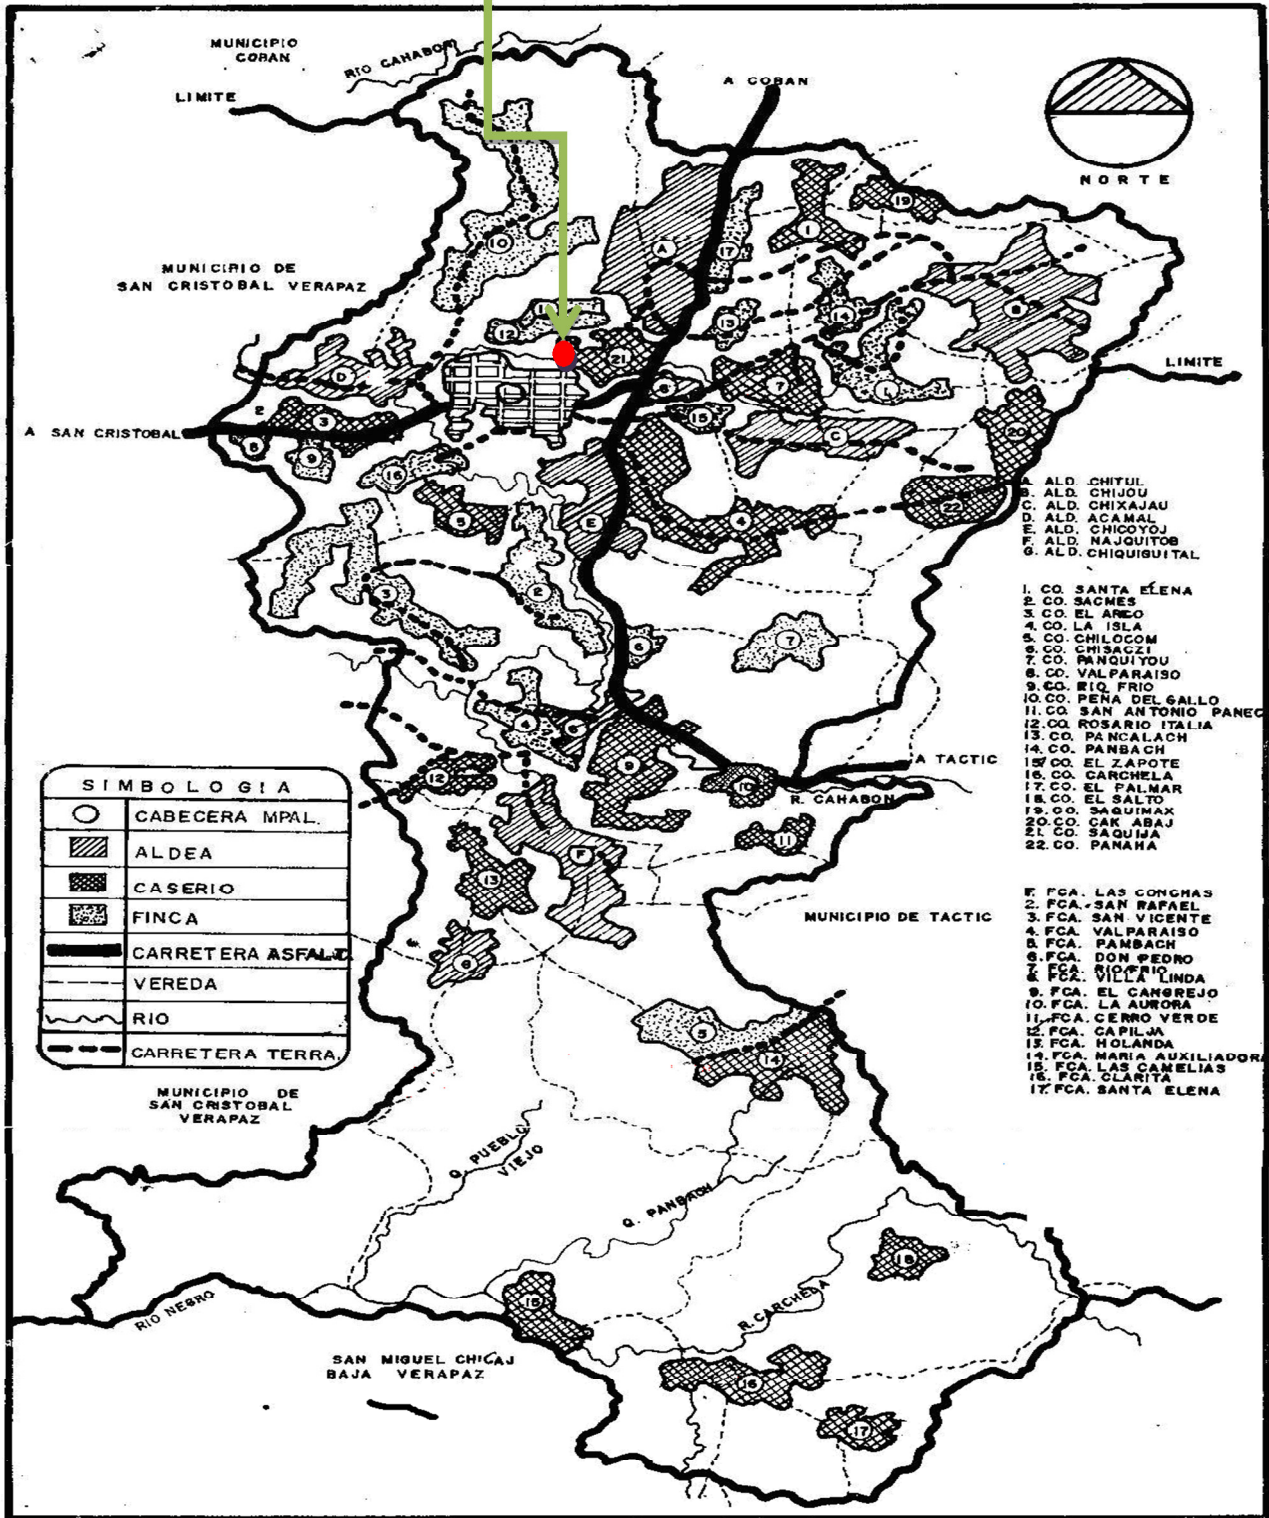 MUNICIPIO
COBAN
RIO CAHABON
LIMITE
A COBAN
NORTE
MUNICIPIO DE
SAN CRISTOBAL VERAPAZ
LIMITE
A SAN CRISTOBAL
A. ALD. CHITUL
B. ALD. CHIJOU
C. ALD. CHIXAJAU
D. ALD. ACAMAL
E. ALD. CHICOYOJ
F. ALD. NAJQUITOB
G. ALD. CHIQUIGUITAL
1. CO. SANTA ELENA
2. CO. SACMES
3. CO. EL ARCO
4. CO. LA ISLA
5. CO. CHILOCOM
6. CO. CHISACZI
7. CO. PANQUIYOU
8. CO. VALPARAISO
9. CO. RIO FRIO
10. CO. PEÑA DEL GALLO
11. CO. SAN ANTONIO PANEC
12. CO. ROSARIO ITALIA
13. CO. PANCALACH
14. CO. PANBACH
15. CO. EL ZAPOTE
16. CO. CARCHELA
17. CO. EL PALMAR
18. CO. EL SALTO
19. CO. SAQUIMAX
20. CO. CAK ABAJ
21. CO. SAQUIJA
22. CO. PANAHA
A TACTIC
R. CAHABON
SIMBOLOGIA
CABECERA MPAL.
ALDEA
CASERIO
FINCA
CARRETERA ASFALT.
VEREDA
RIO
CARRETERA TERRA.
MUNICIPIO DE TACTIC
1. FCA. LAS CONCHAS
2. FCA. SAN RAFAEL
3. FCA. SAN VICENTE
4. FCA. VALPARAISO
5. FCA. PAMBACH
6. FCA. DON PEDRO
7. FCA. RIO FRIO
8. FCA. VILLA LINDA
9. FCA. EL CANGREJO
10. FCA. LA AURORA
11. FCA. CERRO VERDE
12. FCA. CAPILJA
13. FCA. HOLANDA
14. FCA. MARIA AUXILIADORA
15. FCA. LAS CAMELIAS
16. FCA. CLARITA
17. FCA. SANTA ELENA
MUNICIPIO DE
SAN CRISTOBAL
VERAPAZ
Q. PUEBLO
VIEJO
Q. PANBACH
R. CARCHELA
RIO NEGRO
SAN MIGUEL CHICAJ
BAJA VERAPAZ